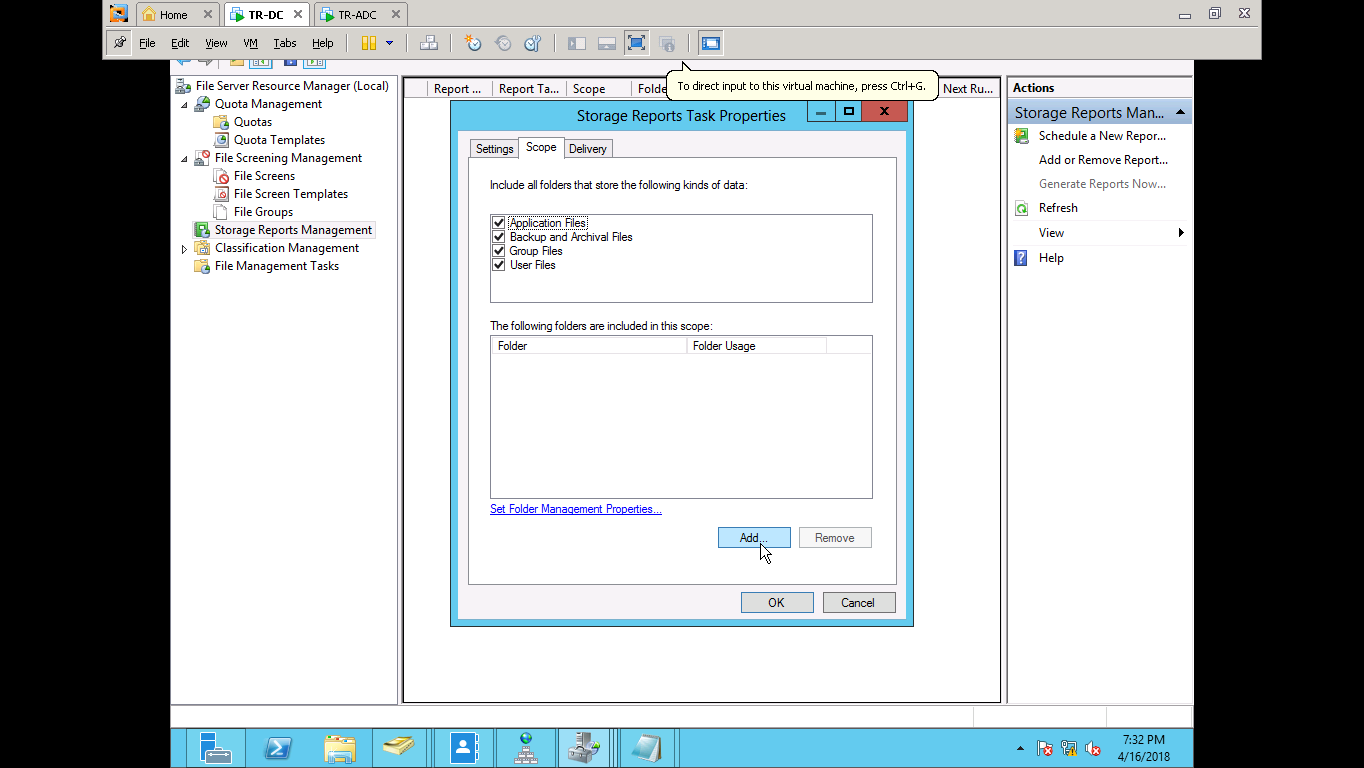 Home
TR-DC
TR-ADC
File Edit View VM Tabs Help
To direct input to this virtual machine, press Ctrl+G.
File Server Resource Manager (Local)
Quota Management
Quotas
Quota Templates
File Screening Management
File Screens
File Screen Templates
File Groups
Storage Reports Management
Classification Management
File Management Tasks
Report ... Report Ta... Scope Folde Next Ru...
Storage Reports Task Properties
Settings Scope Delivery
Include all folders that store the following kinds of data:
Application Files
Backup and Archival Files
Group Files
User Files
The following folders are included in this scope:
Folder Folder Usage
Set Folder Management Properties...
Add... Remove
OK Cancel
Actions
Storage Reports Man...
Schedule a New Repor...
Add or Remove Report...
Generate Reports Now...
Refresh
View
Help
7:32 PM
4/16/2018